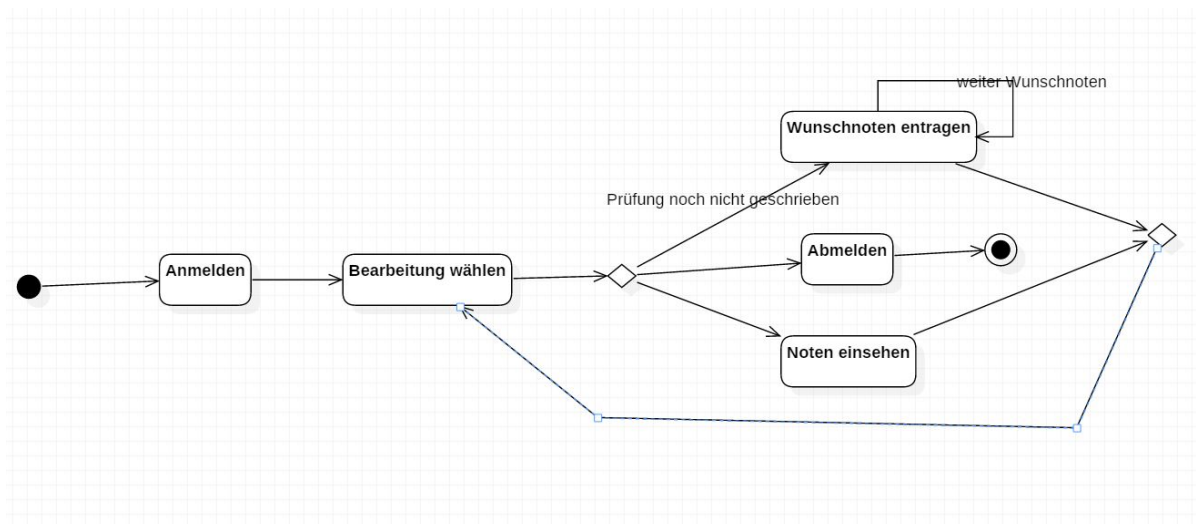 weiter Wunschnoten
Wunschnoten entragen
Prüfung noch nicht geschrieben
Abmelden
Anmelden
Bearbeitung wählen
Noten einsehen